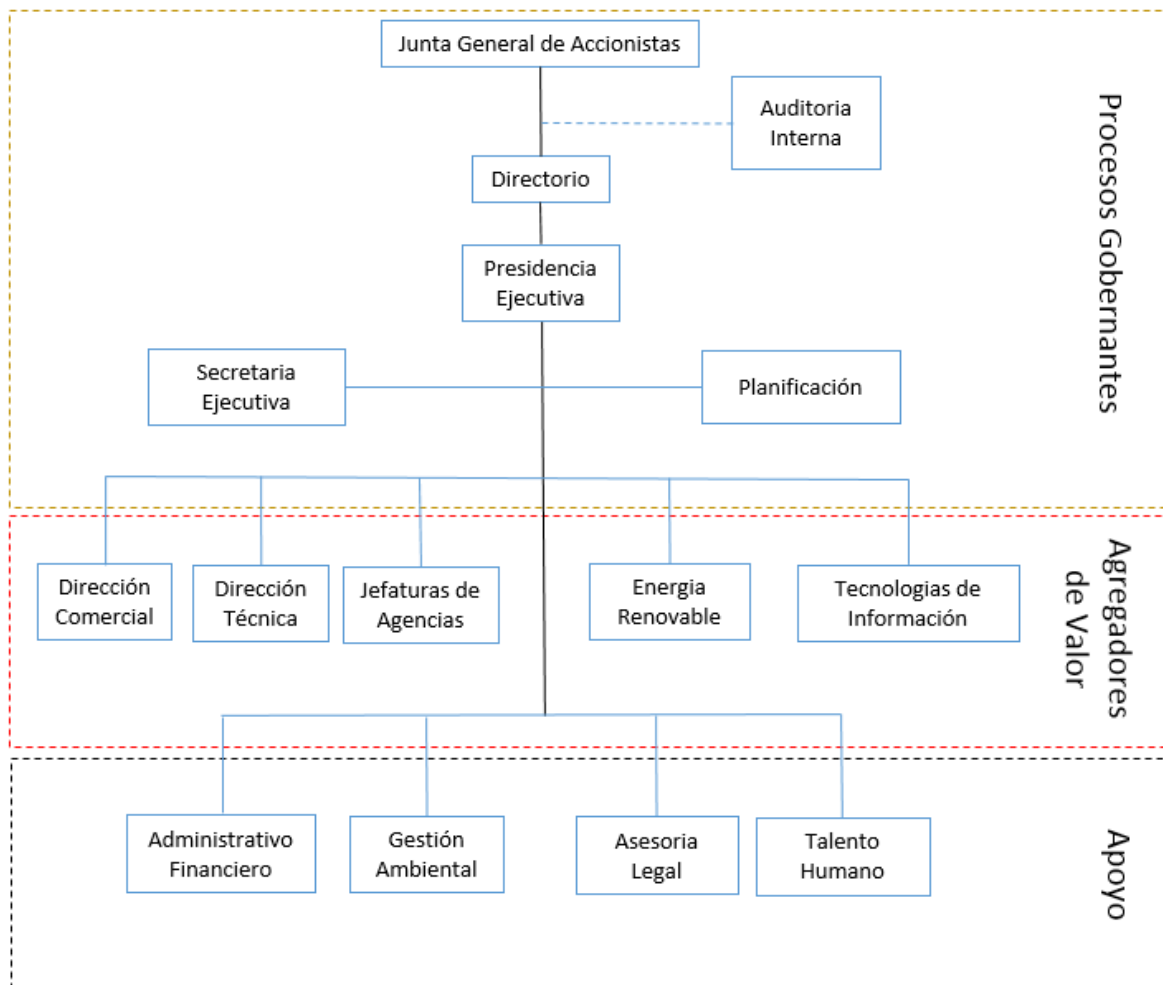 Junta General de Accionistas
Auditoria
Interna
Directorio
Presidencia
Ejecutiva
Secretaria
Ejecutiva
Planificación
Procesos Gobernantes
Dirección
Comercial
Dirección
Técnica
Jefaturas de
Agencias
Energia
Renovable
Tecnologias de
Información
Agregadores
de Valor
Administrativo
Financiero
Gestión
Ambiental
Asesoria
Legal
Talento
Humano
Apoyo